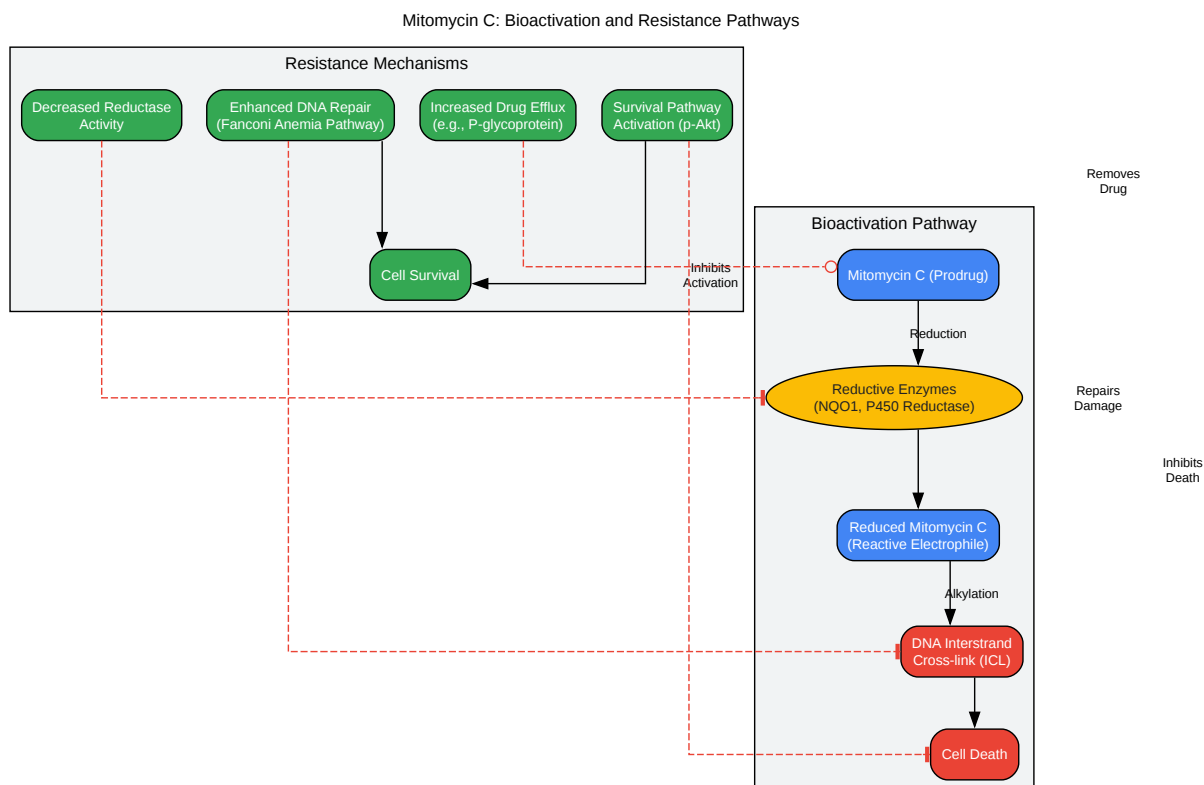 Mitomycin C: Bioactivation and Resistance Pathways
Resistance Mechanisms
Decreased Reductase
Activity
Enhanced DNA Repair
(Fanconi Anemia Pathway)
Increased Drug Efflux
(e.g., P-glycoprotein)
Survival Pathway
Activation (p-Akt)
Cell Survival
Inhibits
Activation
Removes
Drug
Bioactivation Pathway
Mitomycin C (Prodrug)
Reduction
Reductive Enzymes
(NQO1, P450 Reductase)
Repairs
Damage
Inhibits
Death
Reduced Mitomycin C
(Reactive Electrophile)
Alkylation
DNA Interstrand
Cross-link (ICL)
Cell Death